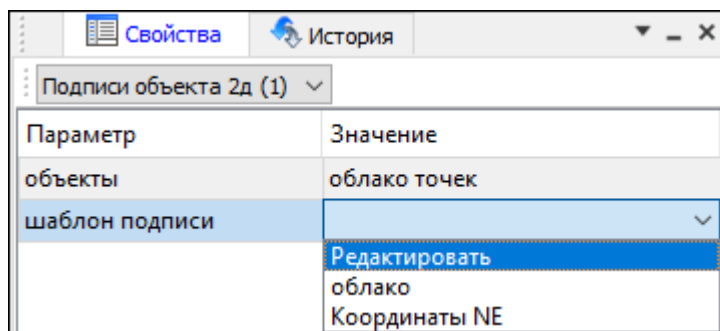 Свойства История
Подписи объекта 2д (1)
Параметр Значение
объекты облако точек
шаблон подписи
Редактировать
облако
Координаты NE